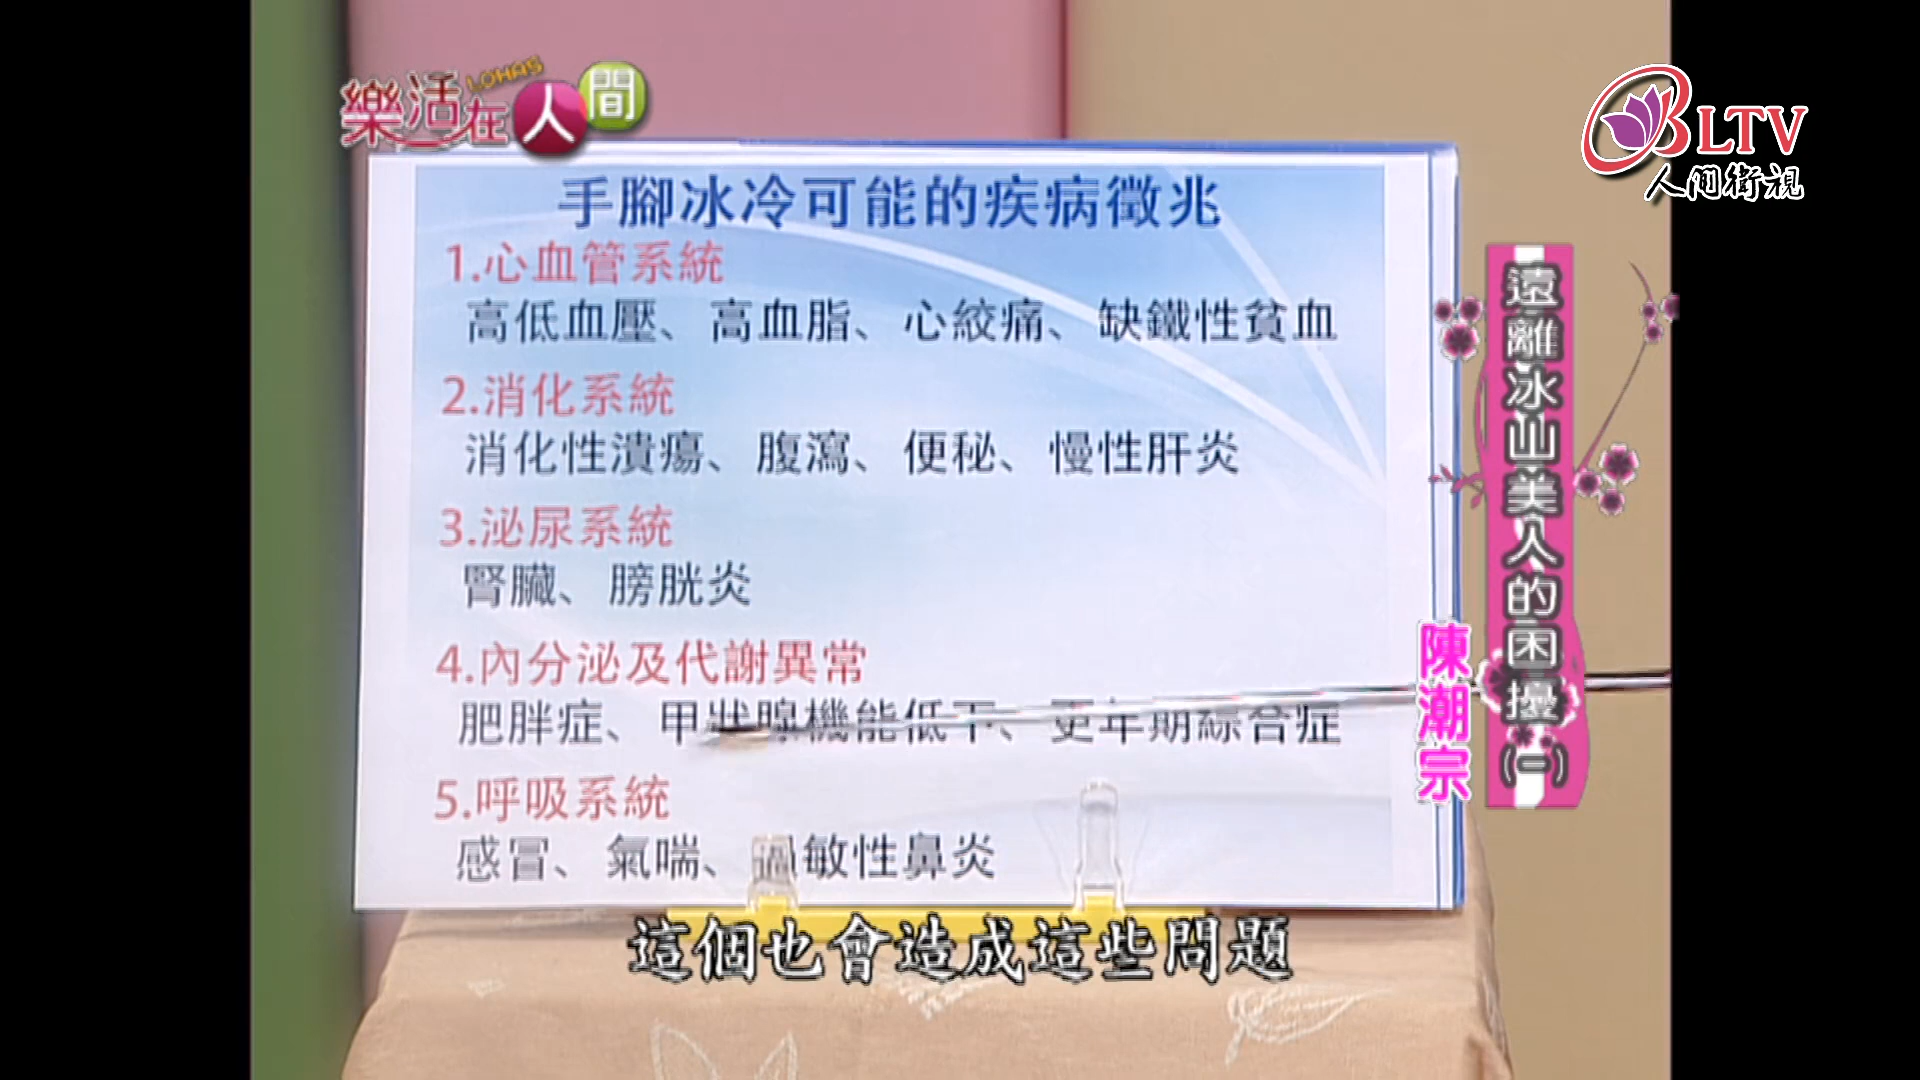 樂活在人間
LOHAS
BLTV
人間衛視
手腳冰冷可能的疾病徵兆
1.心血管系統
高低血壓、高血脂、心絞痛、缺鐵性貧血
2.消化系統
消化性潰瘍、腹瀉、便秘、慢性肝炎
3.泌尿系統
腎臟、膀胱炎
4.內分泌及代謝異常
肥胖症、甲狀腺機能低下、更年期綜合症
5.呼吸系統
感冒、氣喘、過敏性鼻炎
遠離冰山美人的困擾(一)
陳潮宗
這個也會造成這些問題